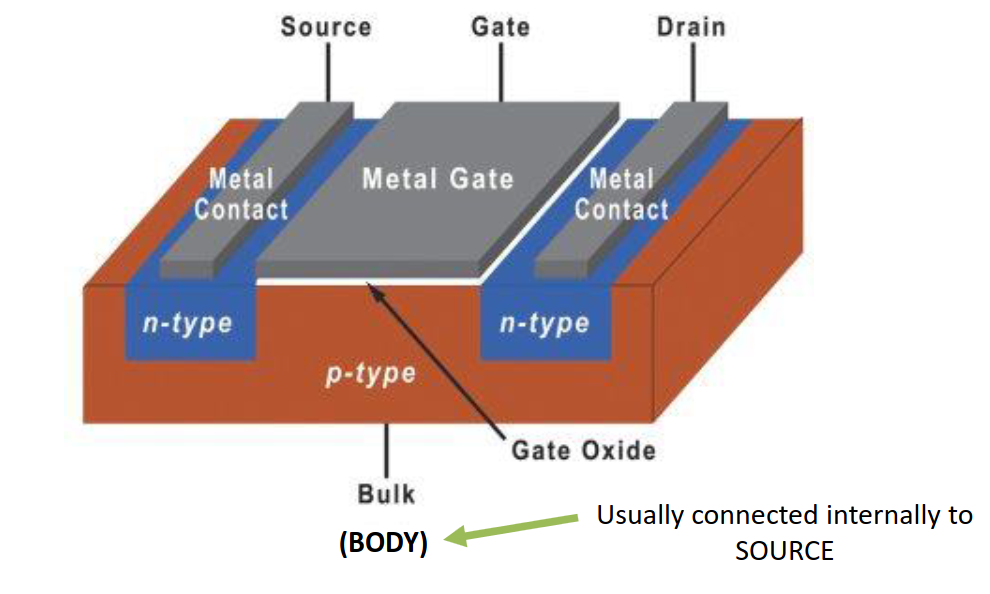 Source
Gate
Drain
Metal
Contact
Metal Gate
Metal
Contact
n-type
n-type
p-type
Gate Oxide
Bulk
(BODY)
Usually connected internally to
SOURCE